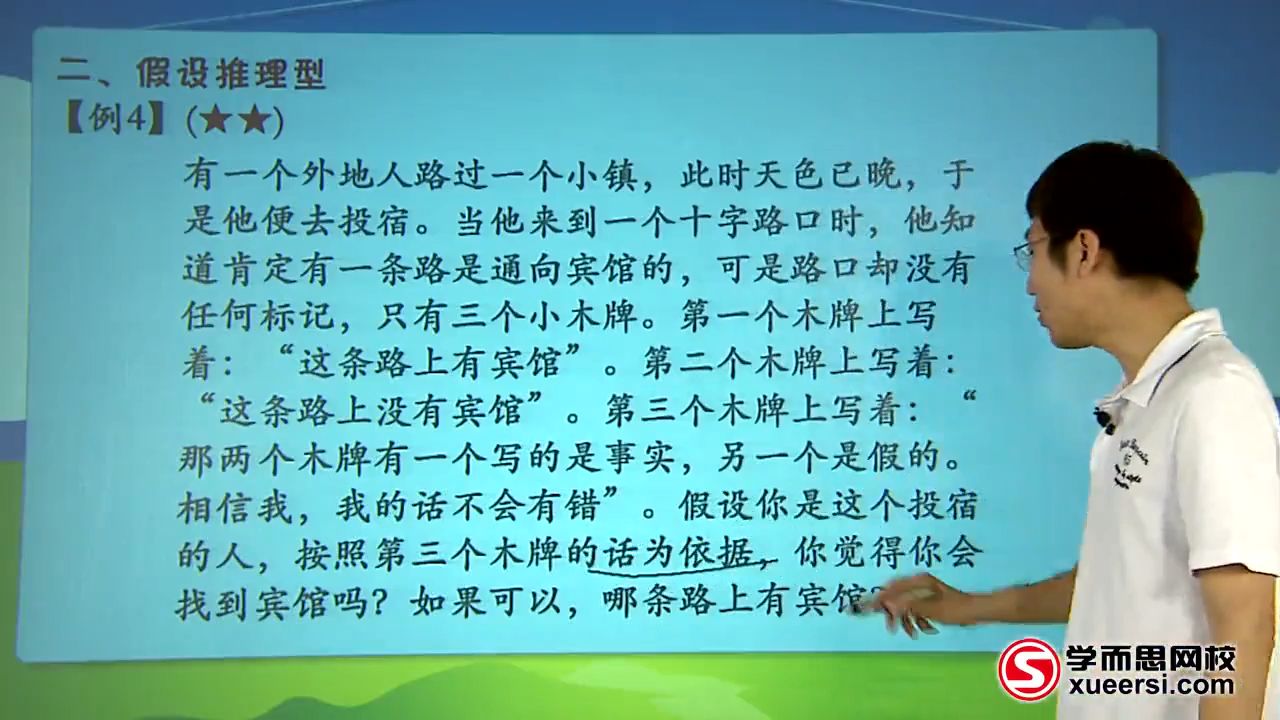 二、假设推理型
【例4】(★★)
有一个外地人路过一个小镇，此时天色已晚，于
是他便去投宿。当他来到一个十字路口时，他知
道肯定有一条路是通向宾馆的，可是路口却没有
任何标记，只有三个小木牌。第一个木牌上写
着：“这条路上有宾馆”。第二个木牌上写着：
“这条路上没有宾馆”。第三个木牌上写着：“
那两个木牌有一个写的是事实，另一个是假的。
相信我，我的话不会有错”。假设你是这个投宿
的人，按照第三个木牌的话为依据，你觉得你会
找到宾馆吗？如果可以，哪条路上有宾馆？
学而思网校
xueersi.com